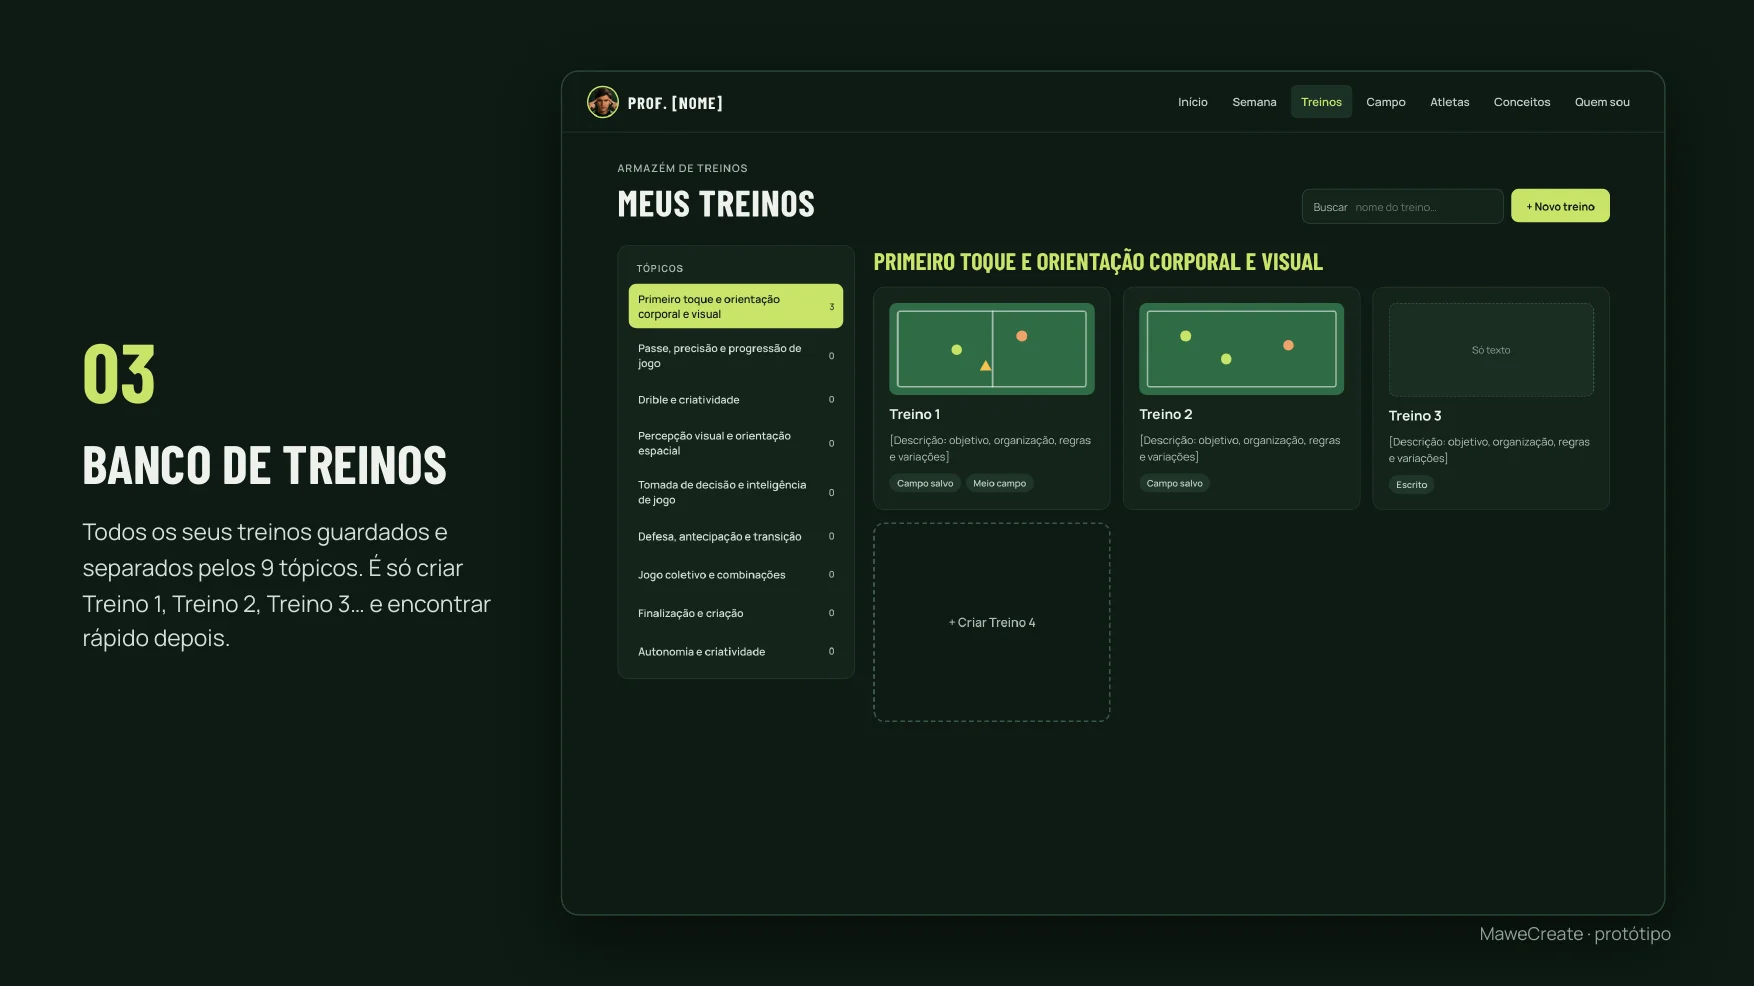 03
BANCO DE TREINOS
Todos os seus treinos guardados e
separados pelos 9 tópicos. É só criar
Treino 1, Treino 2, Treino 3... e encontrar
rápido depois.
PROF. [NOME]
Início Semana Treinos Campo Atletas Conceitos Quem sou
ARMAZÉM DE TREINOS
MEUS TREINOS
Buscar nome do treino...
+ Novo treino
TÓPICOS
Primeiro toque e orientação
corporal e visual 3
Passe, precisão e progressão de
jogo 0
Drible e criatividade 0
Percepção visual e orientação
espacial 0
Tomada de decisão e inteligência
de jogo 0
Defesa, antecipação e transição 0
Jogo coletivo e combinações 0
Finalização e criação 0
Autonomia e criatividade 0
PRIMEIRO TOQUE E ORIENTAÇÃO CORPORAL E VISUAL
Treino 1
[Descrição: objetivo, organização, regras
e variações]
Campo salvo Meio campo
Treino 2
[Descrição: objetivo, organização, regras
e variações]
Campo salvo
Só texto
Treino 3
[Descrição: objetivo, organização, regras
e variações]
Escrito
+ Criar Treino 4
MaweCreate · protótipo